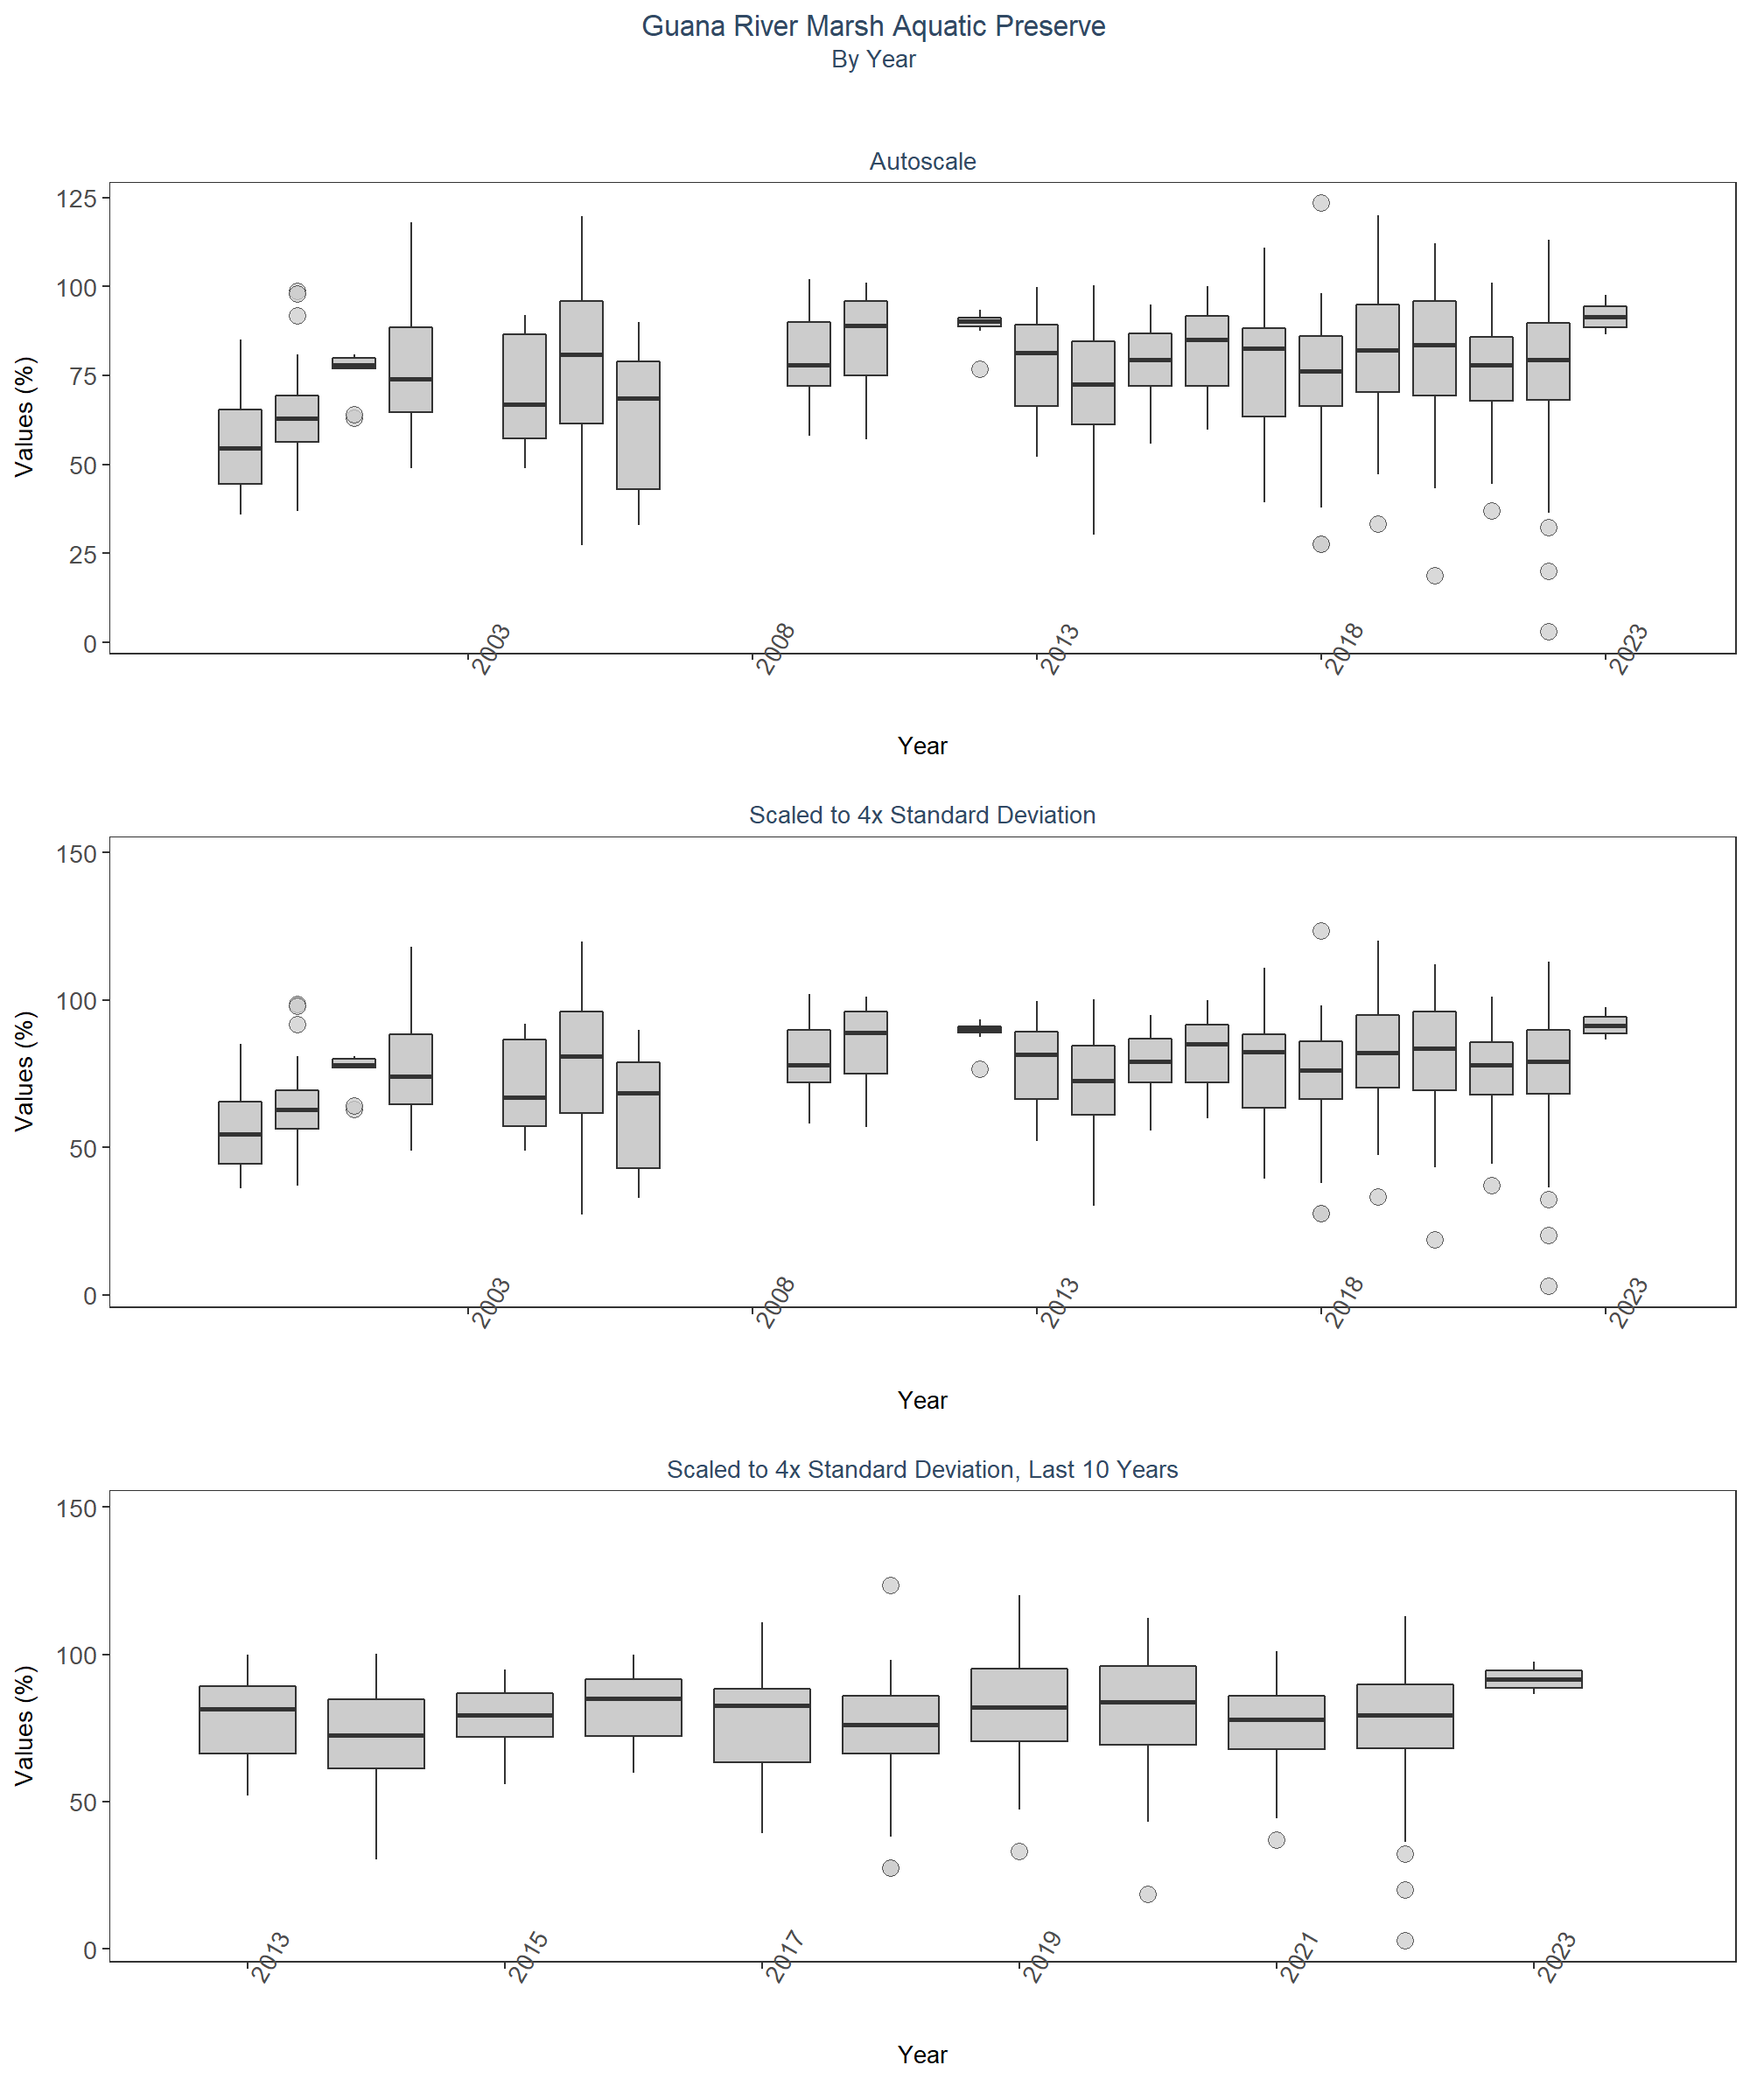 Guana River Marsh Aquatic Preserve
By Year
Autoscale
Values (%)
125
100
75
50
25
0
2003
2008
2013
2018
2023
Year
Scaled to 4x Standard Deviation
Values (%)
150
100
50
0
2003
2008
2013
2018
2023
Year
Scaled to 4x Standard Deviation, Last 10 Years
Values (%)
150
100
50
0
2013
2015
2017
2019
2021
2023
Year